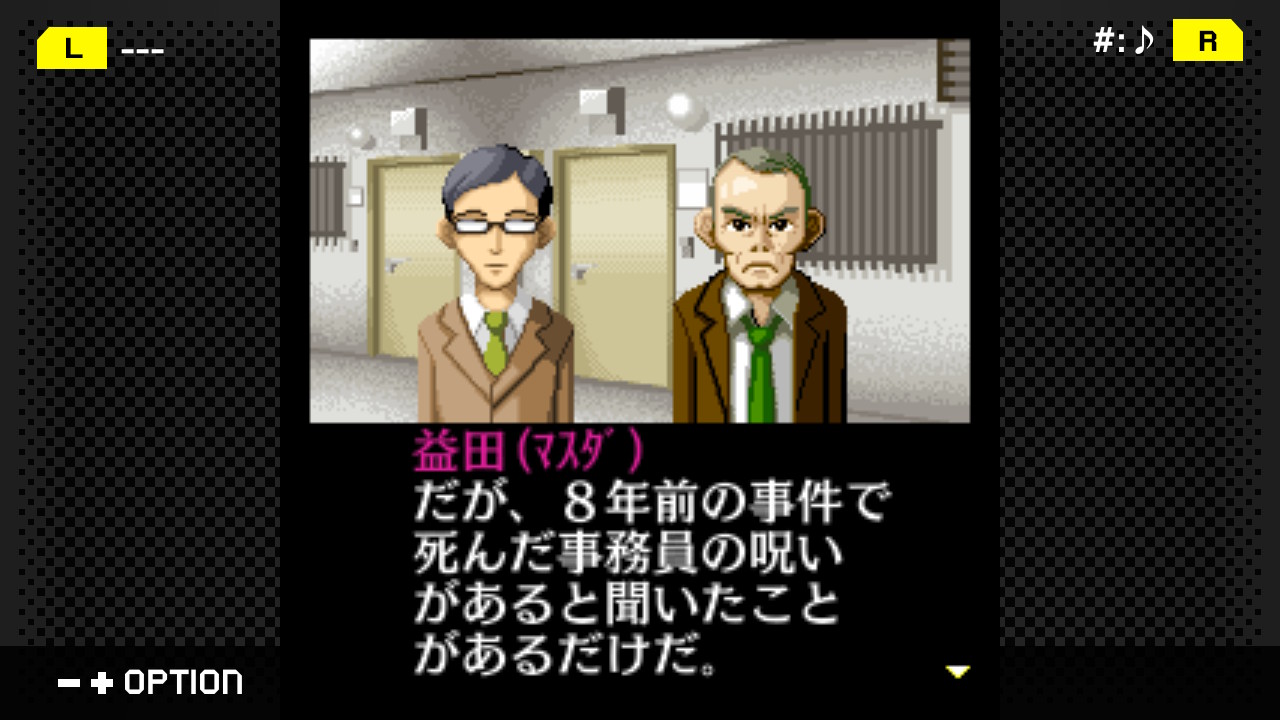 L ---
#:♪ R
益田(ﾏｽﾀﾞ)
だが、８年前の事件で
死んだ事務員の呪い
があると聞いたこと
があるだけだ。
- + OPTION